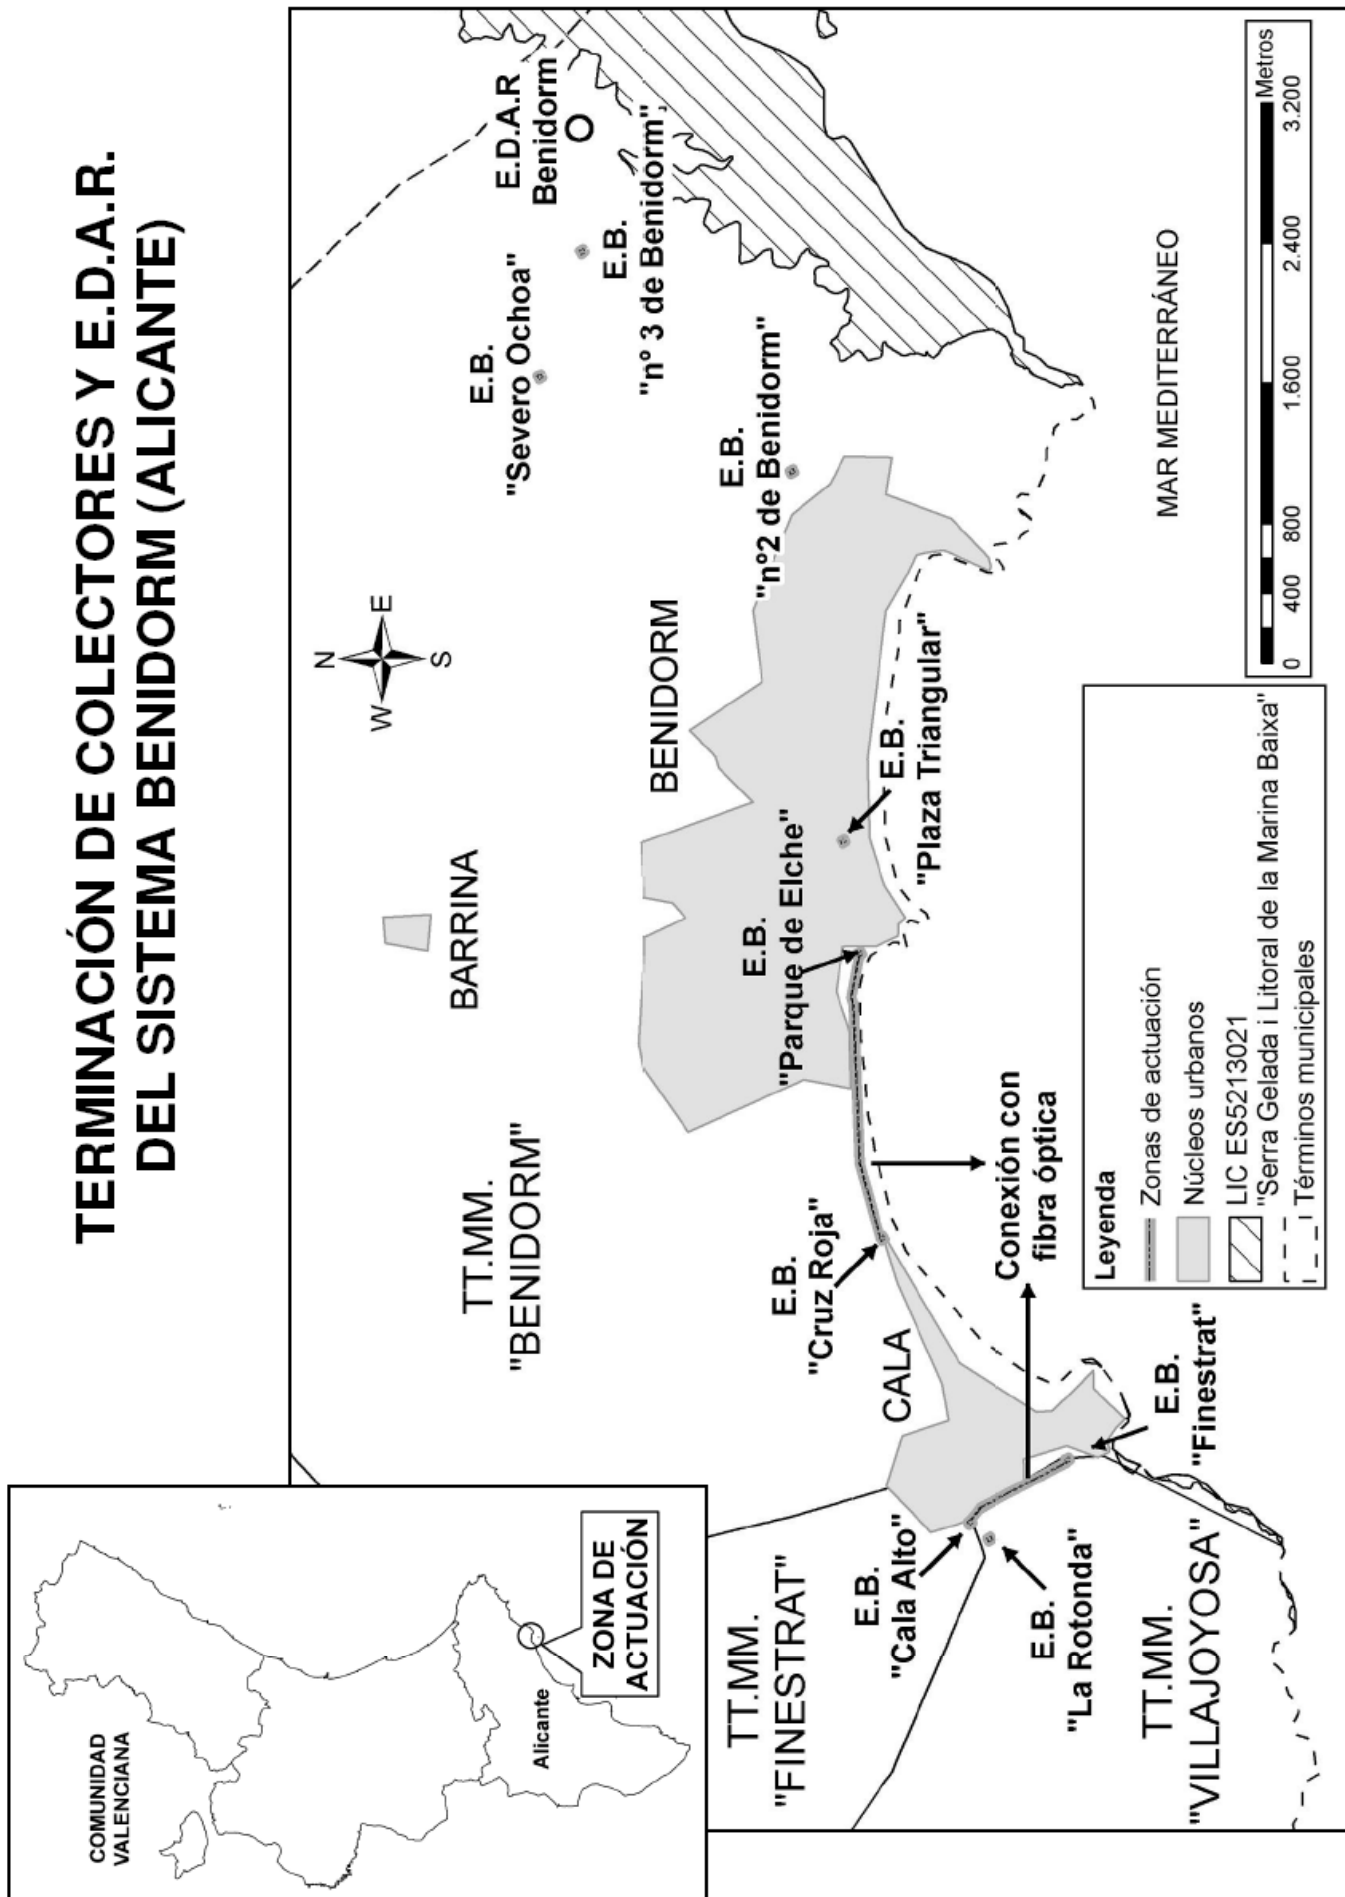 TERMINACIÓN DE COLECTORES Y E.D.A.R.
DEL SISTEMA BENIDORM (ALICANTE)
COMUNIDAD
VALENCIANA
Alicante
ZONA DE
ACTUACIÓN
N
W
E
S
BARRINA
TT.MM.
"BENIDORM"
BENIDORM
E.D.A.R
Benidorm
E.B.
"Severo Ochoa"
E.B.
"nº 3 de Benidorm"
E.B.
"nº2 de Benidorm"
E.B.
"Parque de Elche"
E.B.
"Plaza Triangular"
E.B.
"Cruz Roja"
CALA
TT.MM.
"FINESTRAT"
E.B.
"Cala Alto"
E.B.
"La Rotonda"
TT.MM.
"VILLAJOYOSA"
E.B.
"Finestrat"
Conexión con
fibra óptica
MAR MEDITERRÁNEO
Leyenda
Zonas de actuación
Núcleos urbanos
LIC ES5213021
"Serra Gelada i Litoral de la Marina Baixa"
Términos municipales
Metros
0 400 800 1.600 2.400 3.200